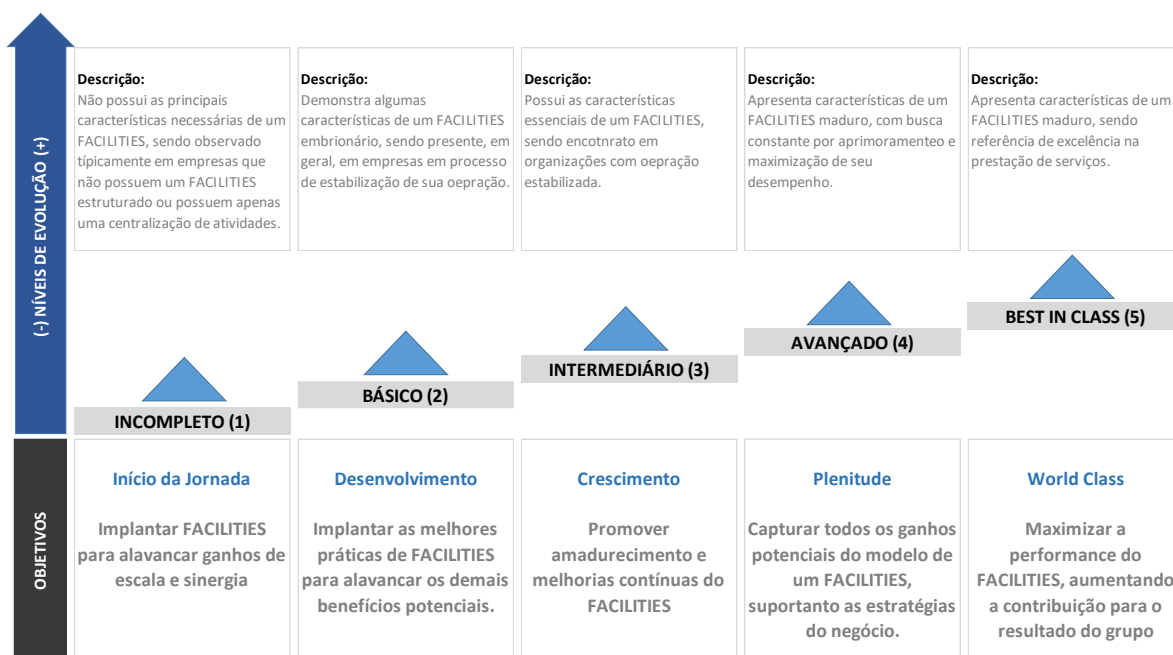 (-) NÍVEIS DE EVOLUÇÃO (+)
Descrição:
Não possui as principais
características necessárias de um
FACILITIES, sendo observado
típicamente em empresas que
não possuem um FACILITIES
estruturado ou possuem apenas
uma centralização de atividades.
Descrição:
Demonstra algumas
características de um FACILITIES
embrionário, sendo presente, em
geral, em empresas em processo
de estabilização de sua oepração.
Descrição:
Possui as características
essenciais de um FACILITIES,
sendo encotnrato em
organizações com oepração
estabilizada.
Descrição:
Apresenta características de um
FACILITIES maduro, com busca
constante por aprimoramenteo e
maximização de seu
desempenho.
Descrição:
Apresenta características de um
FACILITIES maduro, sendo
referência de excelência na
prestação de serviços.
INCOMPLETO (1)
BÁSICO (2)
INTERMEDIÁRIO (3)
AVANÇADO (4)
BEST IN CLASS (5)
OBJETIVOS
Início da Jornada
Implantar FACILITIES
para alavancar ganhos de
escala e sinergia
Desenvolvimento
Implantar as melhores
práticas de FACILITIES
para alavancar os demais
benefícios potenciais.
Crescimento
Promover
amadurecimento e
melhorias contínuas do
FACILITIES
Plenitude
Capturar todos os ganhos
potenciais do modelo de
um FACILITIES,
suportanto as estratégias
do negócio.
World Class
Maximizar a
performance do
FACILITIES, aumentando
a contribuição para o
resultado do grupo